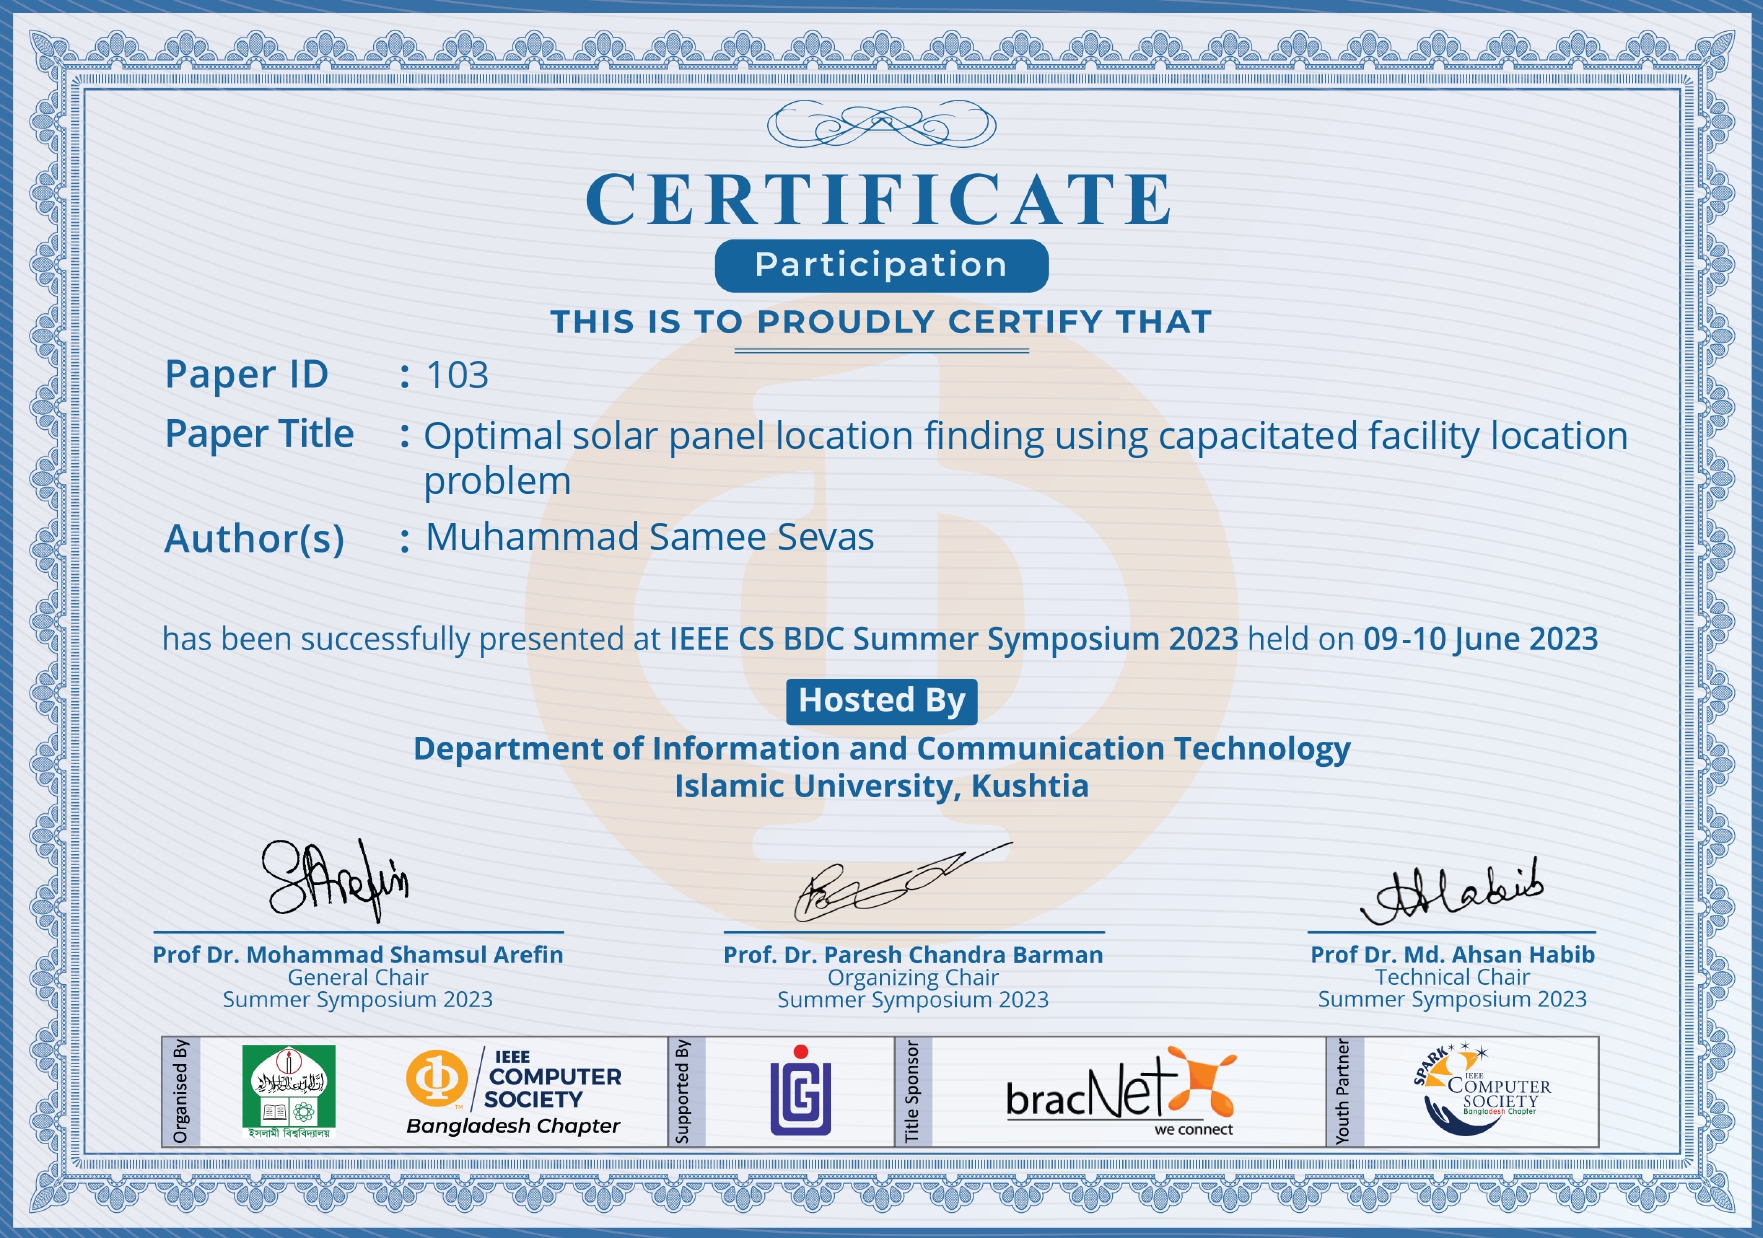 CERTIFICATE
Participation
THIS IS TO PROUDLY CERTIFY THAT
Paper ID : 103
Paper Title : Optimal solar panel location finding using capacitated facility location
problem
Author(s) : Muhammad Samee Sevas
has been successfully presented at IEEE CS BDC Summer Symposium 2023 held on 09-10 June 2023
Hosted By
Department of Information and Communication Technology
Islamic University, Kushtia
SArefin
AHabib
Prof Dr. Mohammad Shamsul Arefin
General Chair
Summer Symposium 2023
Prof. Dr. Paresh Chandra Barman
Organizing Chair
Summer Symposium 2023
Prof Dr. Md. Ahsan Habib
Technical Chair
Summer Symposium 2023
Organised By
ইসলামী বিশ্ববিদ্যালয়
IEEE
COMPUTER
SOCIETY
TM
Bangladesh Chapter
Supported By
Title Sponsor
bracNet
we connect
Youth Partner
SPARK
IEEE
COMPUTER
SOCIETY
Bangladesh Chapter